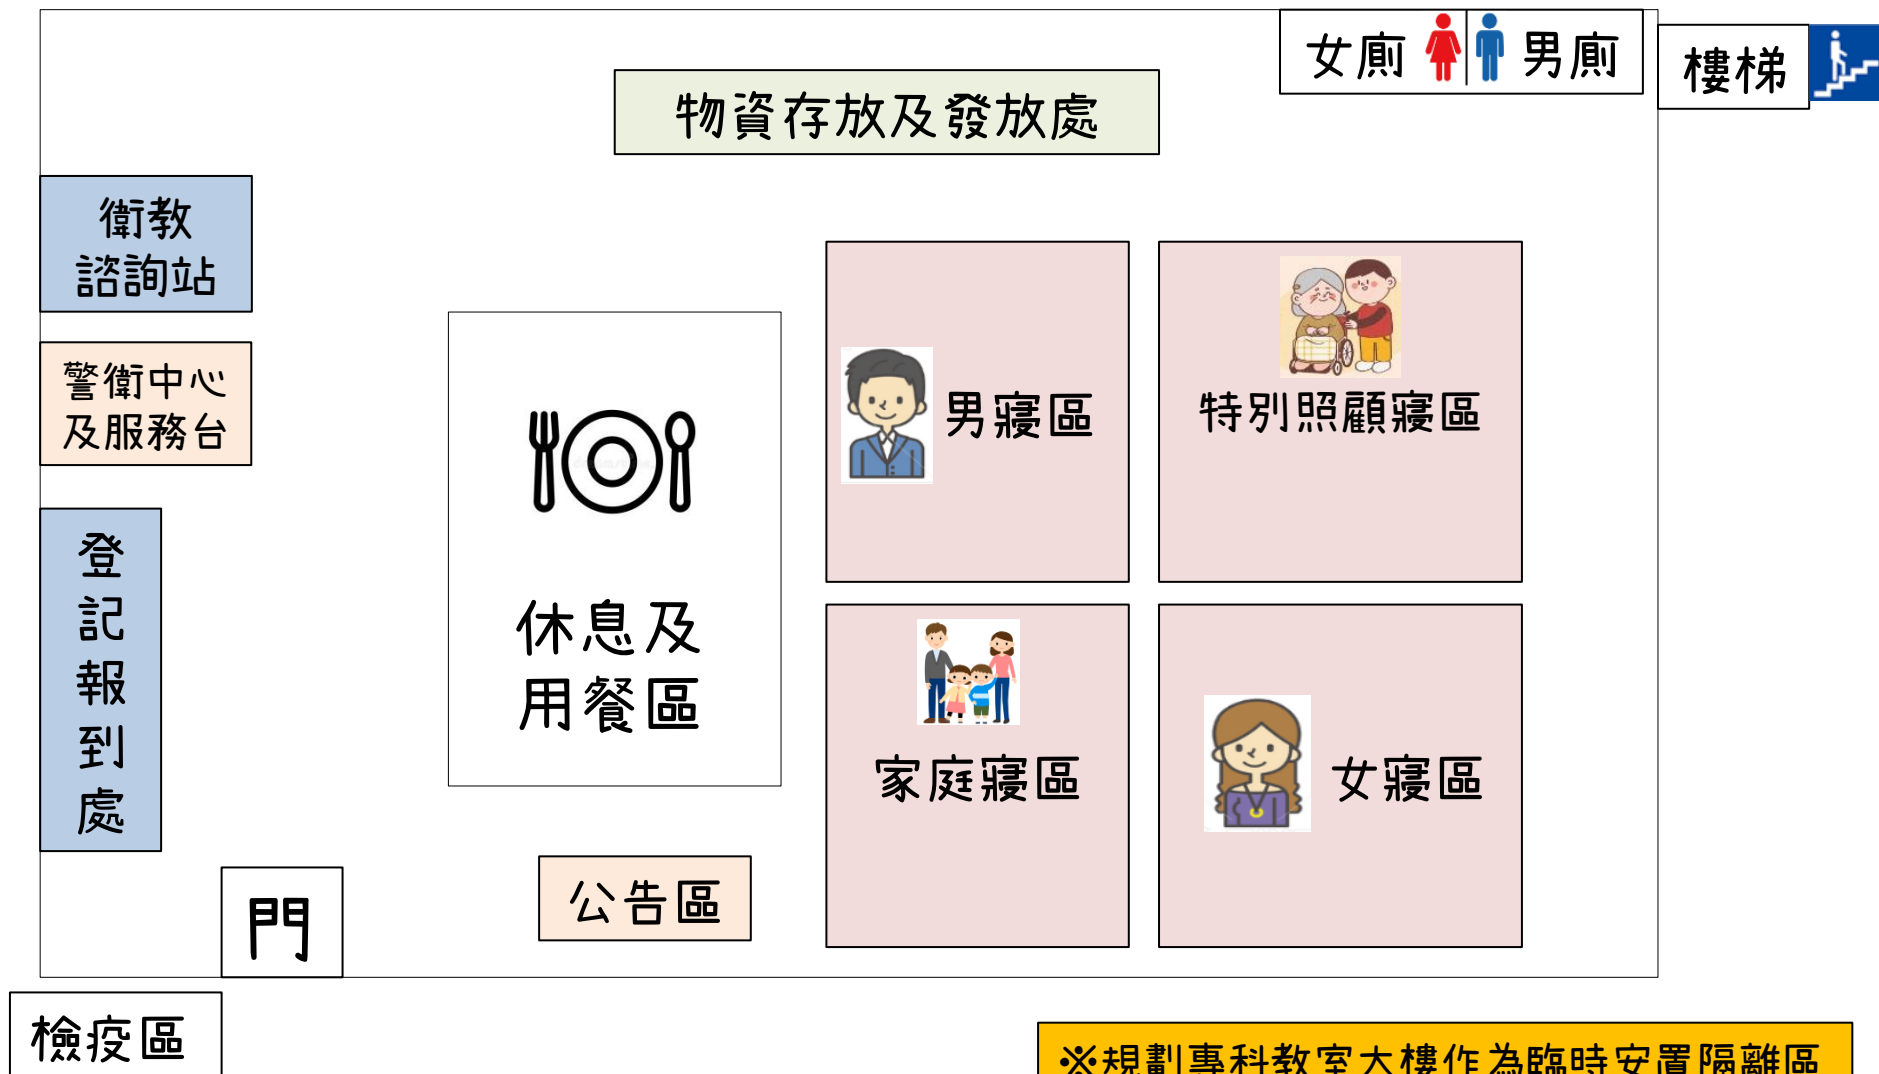 女廁 男廁
樓梯
物資存放及發放處
衛教
諮詢站
警衛中心
及服務台
登
記
報
到
處
休息及
用餐區
男寢區
特別照顧寢區
家庭寢區
女寢區
公告區
門
檢疫區
※規劃專科教室大樓作為臨時安置隔離區